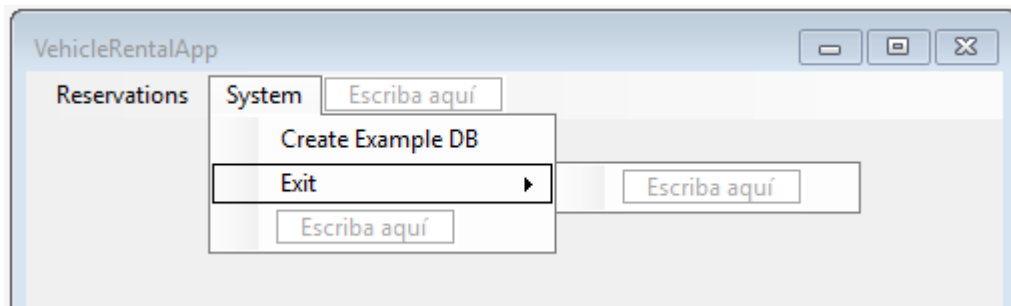 VehicleRentalApp
Reservations System Escriba aquí
Create Example DB
Exit Escriba aquí
Escriba aquí